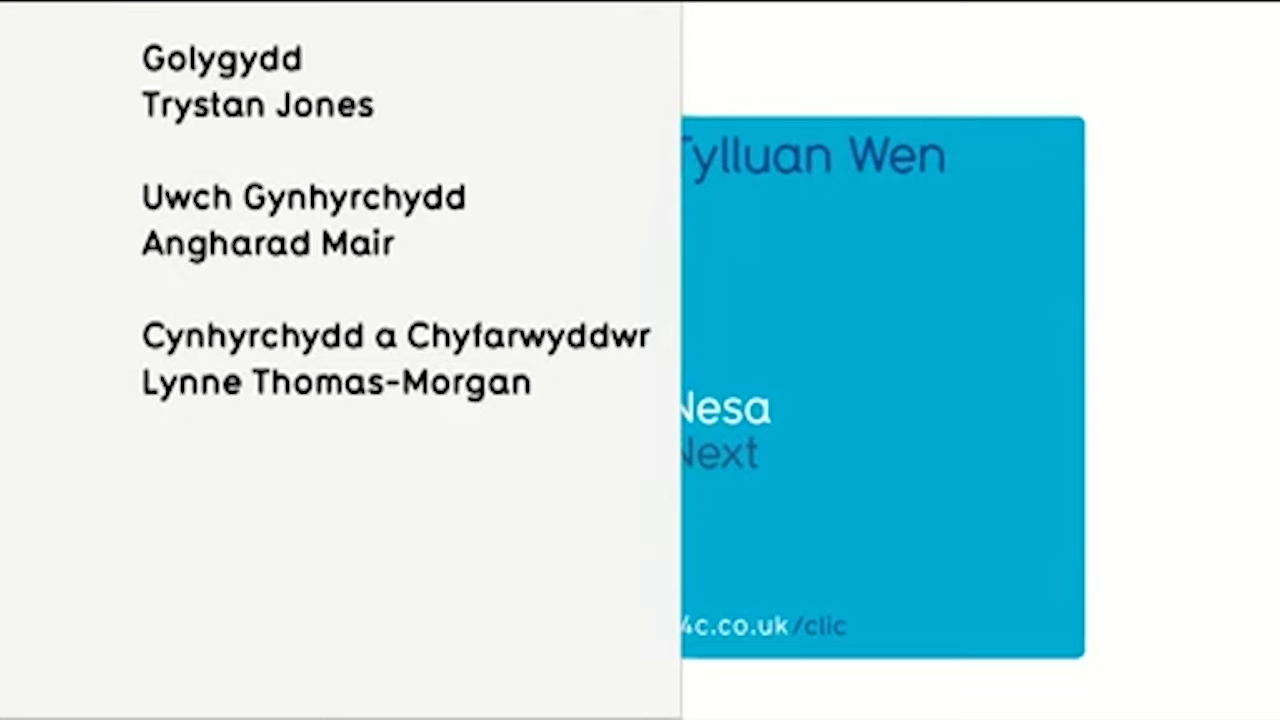 Golygydd
Trystan Jones
Uwch Gynhyrchydd
Angharad Mair
Cynhyrchydd a Chyfarwyddwr
Lynne Thomas-Morgan
Tylluan Wen
Nesa
Next
4c.co.uk/clic